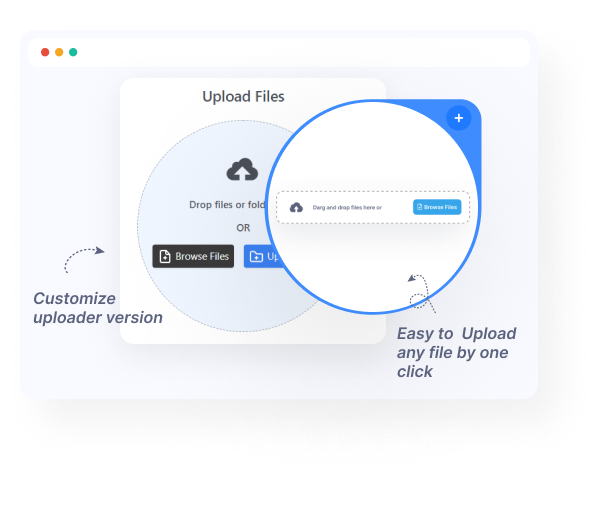 Upload Files
Drop files or fold
OR
Browse Files
Up
+
Darg and drop files here or
Browse Files
Customize
uploader version
Easy to Upload
any file by one
click